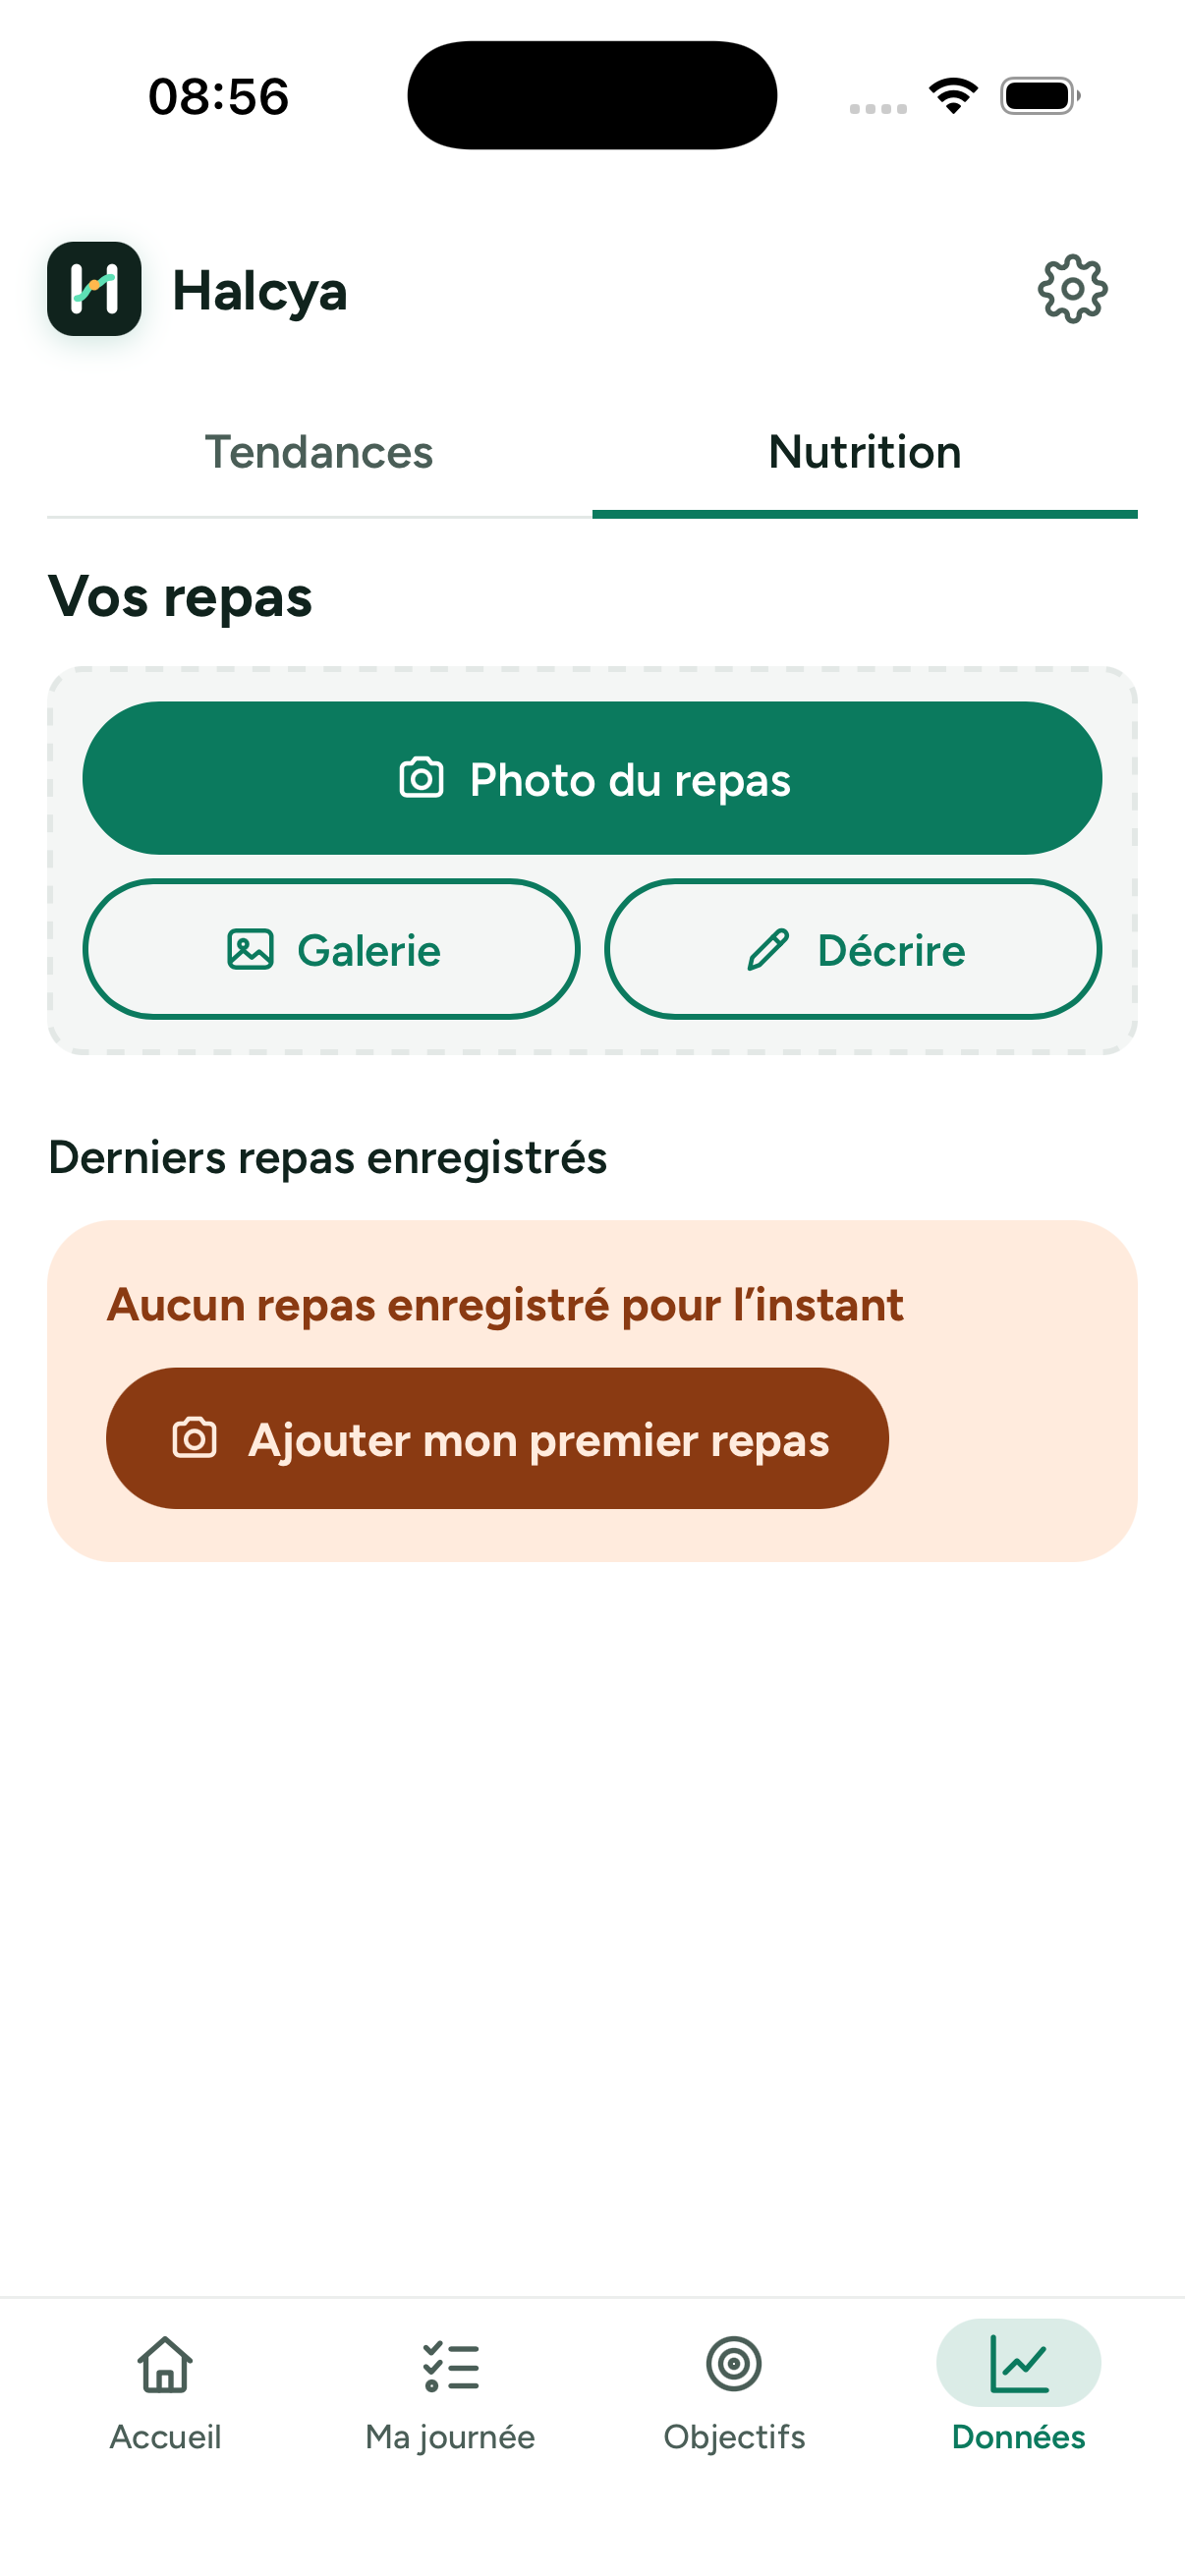 08:56
Halcya
Tendances
Nutrition
Vos repas
Photo du repas
Galerie
Décrire
Derniers repas enregistrés
Aucun repas enregistré pour l’instant
Ajouter mon premier repas
Accueil
Ma journée
Objectifs
Données